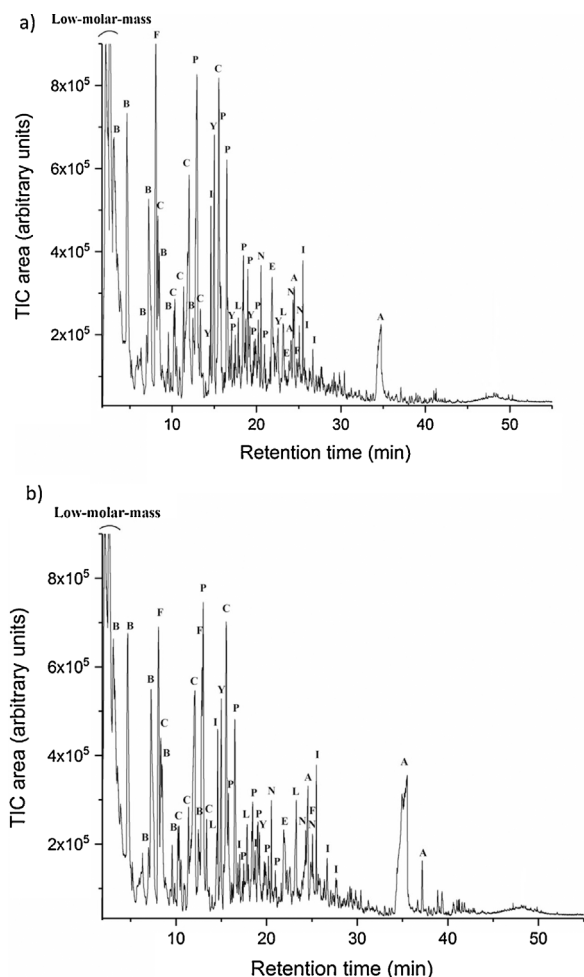 a)
Low-molar-mass
TIC area (arbitrary units)
8x10⁵
6x10⁵
4x10⁵
2x10⁵
B B B B F C B B C C C B P C Y I Y C P P Y P L P P Y P P N E Y L E A N A F N I I I A
10 20 30 40 50
Retention time (min)
b)
Low-molar-mass
TIC area (arbitrary units)
8x10⁵
6x10⁵
4x10⁵
2x10⁵
B B B B F C B B C C C B F P C L I Y C P P I P L P P Y P N P E L N A F N I I I A A
10 20 30 40 50
Retention time (min)